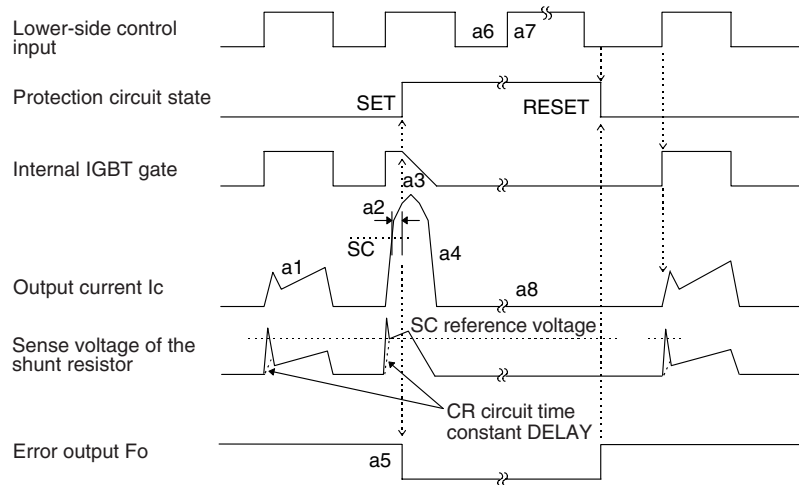 Lower-side control
input
a6
a7
Protection circuit state
SET
RESET
Internal IGBT gate
a3
a2
SC
a4
a1
a8
Output current Ic
SC reference voltage
Sense voltage of the
shunt resistor
CR circuit time
constant DELAY
Error output Fo
a5